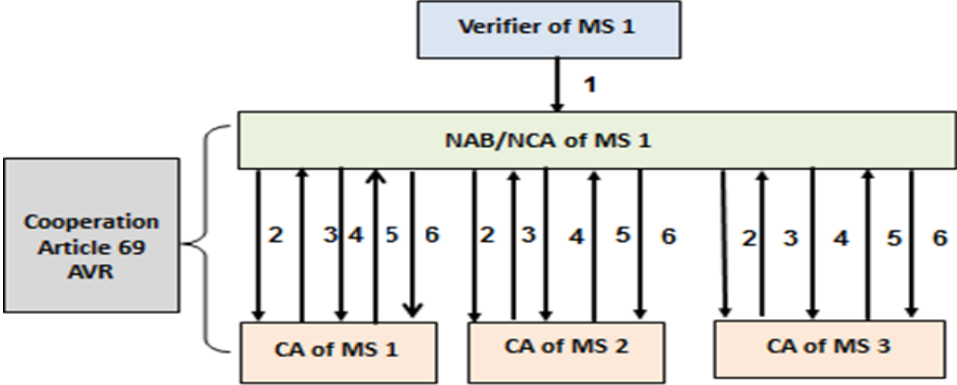 Verifier of MS 1
1
NAB/NCA of MS 1
Cooperation
Article 69
AVR
2 3 4 5 6 2 3 4 5 6 2 3 4 5 6
CA of MS 1
CA of MS 2
CA of MS 3